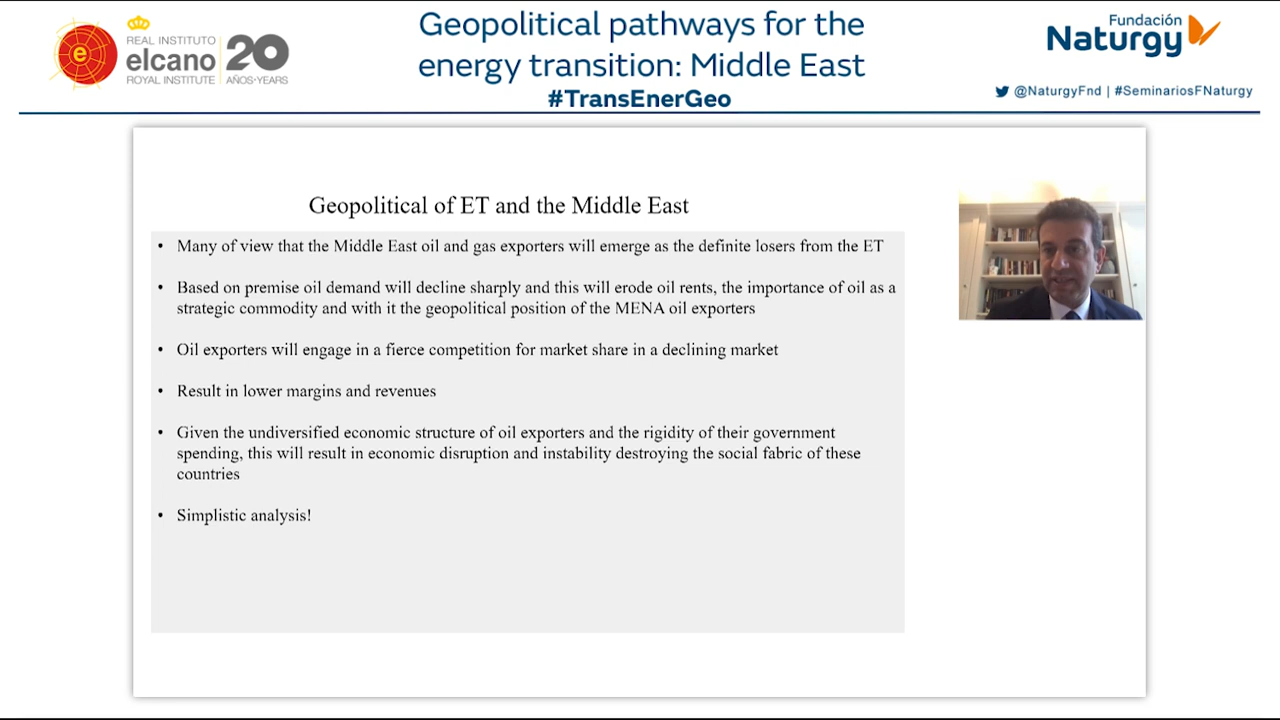 REAL INSTITUTO
elcano
ROYAL INSTITUTE
20
AÑOS-YEARS
e
Geopolitical pathways for the
energy transition: Middle East
#TransEnerGeo
Fundación
Naturgy
@NaturgyFnd | #SeminariosFNaturgy
Geopolitical of ET and the Middle East
• Many of view that the Middle East oil and gas exporters will emerge as the definite losers from the ET
• Based on premise oil demand will decline sharply and this will erode oil rents, the importance of oil as a
strategic commodity and with it the geopolitical position of the MENA oil exporters
• Oil exporters will engage in a fierce competition for market share in a declining market
• Result in lower margins and revenues
• Given the undiversified economic structure of oil exporters and the rigidity of their government
spending, this will result in economic disruption and instability destroying the social fabric of these
countries
• Simplistic analysis!